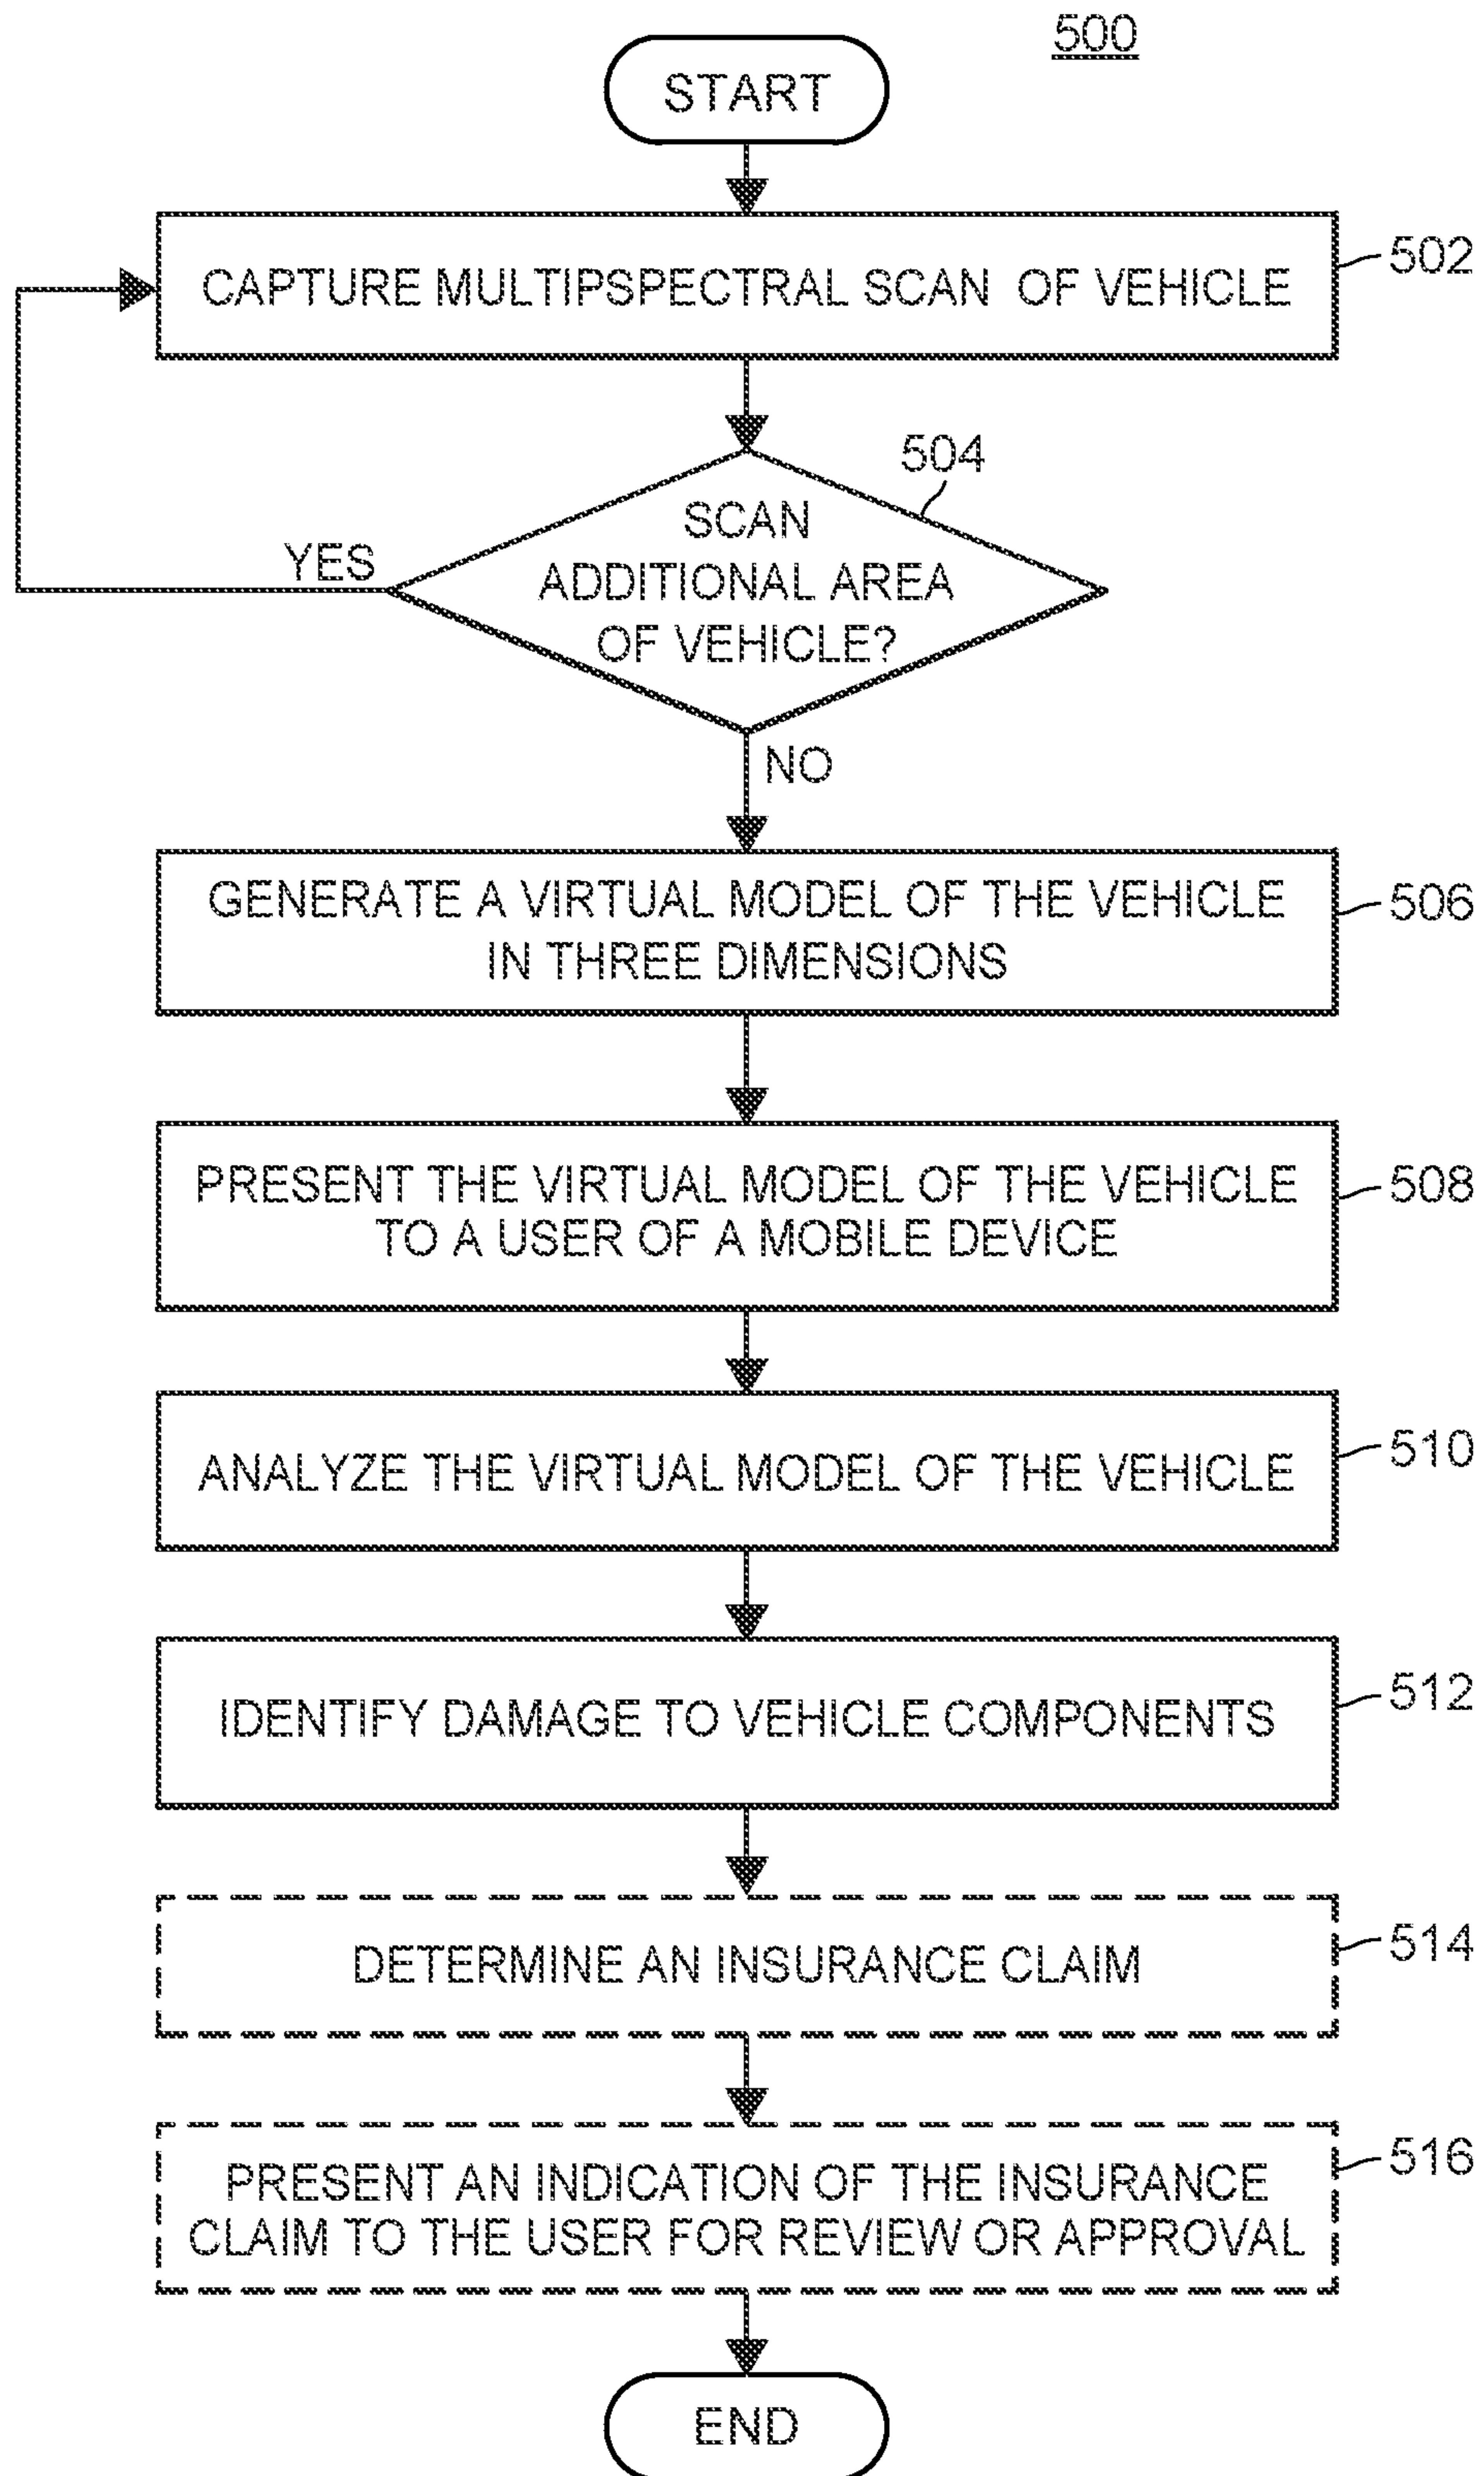 500
START
CAPTURE MULTIPSPECTRAL SCAN OF VEHICLE
502
504
SCAN
ADDITIONAL AREA
OF VEHICLE?
YES
NO
GENERATE A VIRTUAL MODEL OF THE VEHICLE
IN THREE DIMENSIONS
506
PRESENT THE VIRTUAL MODEL OF THE VEHICLE
TO A USER OF A MOBILE DEVICE
508
ANALYZE THE VIRTUAL MODEL OF THE VEHICLE
510
IDENTIFY DAMAGE TO VEHICLE COMPONENTS
512
DETERMINE AN INSURANCE CLAIM
514
PRESENT AN INDICATION OF THE INSURANCE
CLAIM TO THE USER FOR REVIEW OR APPROVAL
516
END